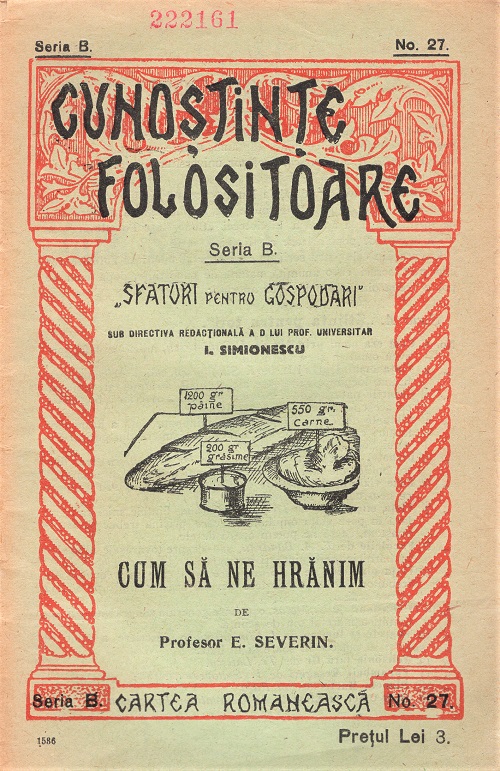 222161
Seria B. No. 27.
CUNOȘTINȚE
FOLOSITOARE
Seria B.
„SFATURI PENTRU GOSPODARI"
SUB DIRECTIVA REDACȚIONALĂ A D LUI PROF. UNIVERSITAR
I. SIMIONESCU
1200 gr.
pâine
550 gr.
carne
200 gr
grăsime
CUM SĂ NE HRĂNIM
DE
Profesor E. SEVERIN.
Seria B. CARTEA ROMANEASCĂ No. 27.
1586 Prețul Lei 3.